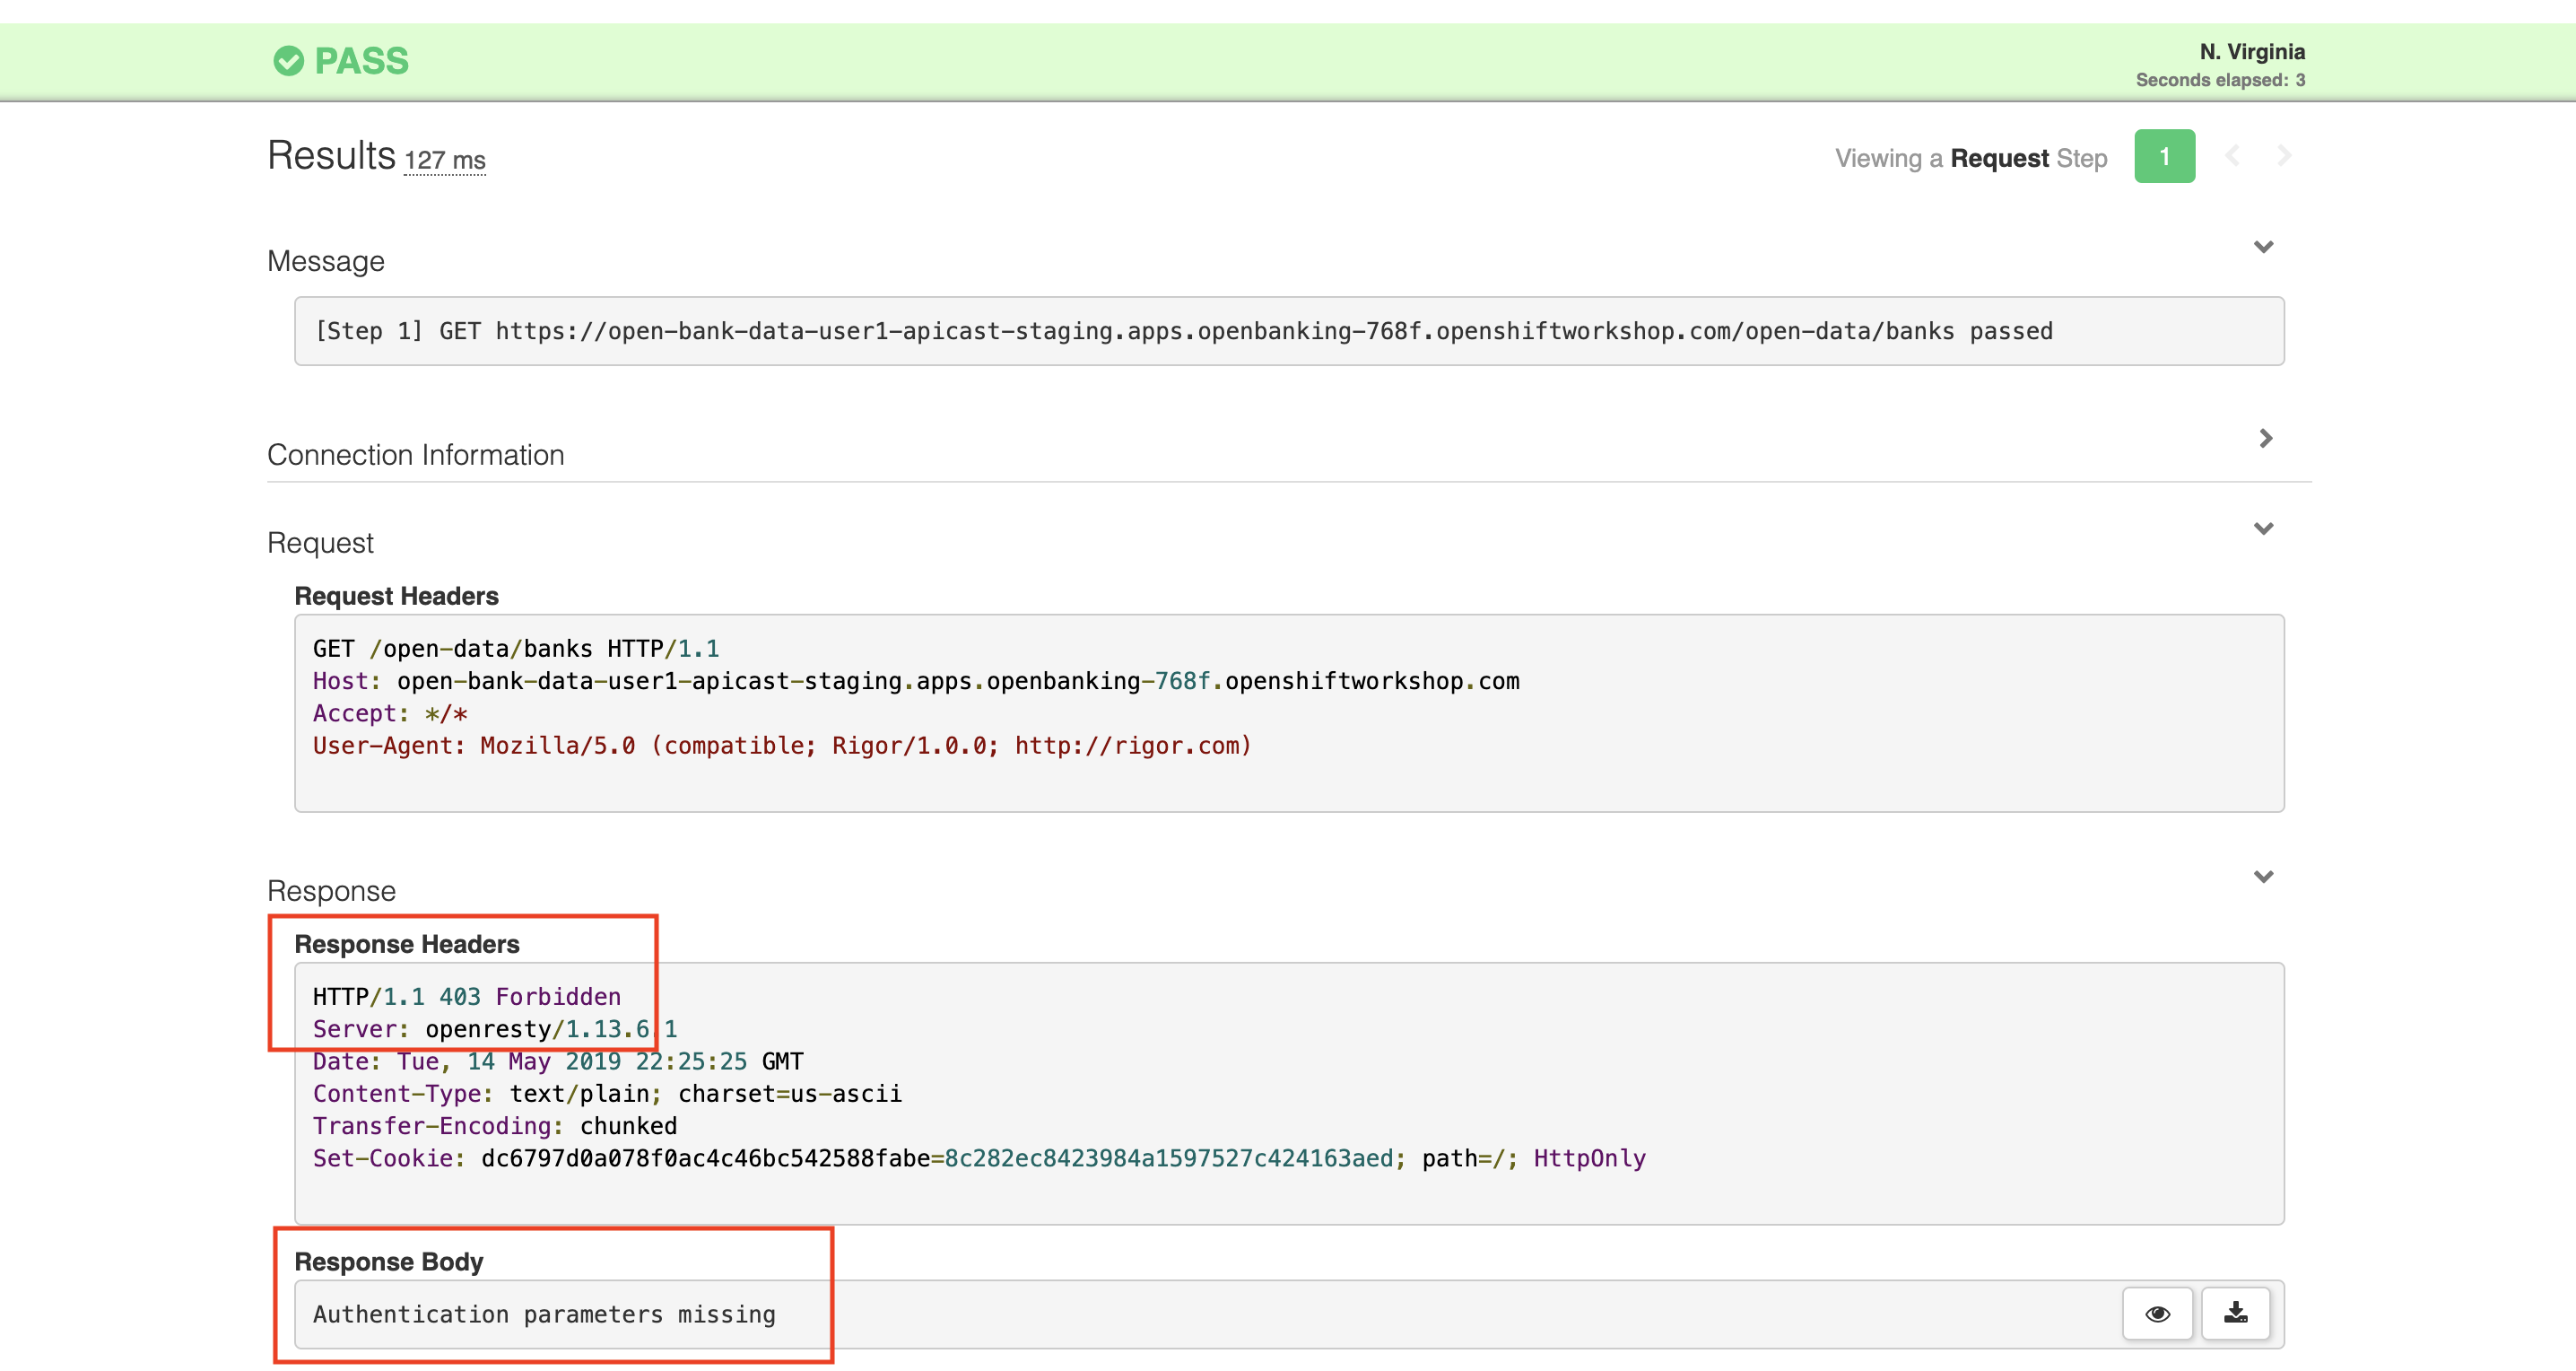 PASS
N. Virginia
Seconds elapsed: 3
Results 127 ms
Viewing a Request Step 1
Message
[Step 1] GET https://open-bank-data-user1-apicast-staging.apps.openbanking-768f.openshiftworkshop.com/open-data/banks passed
Connection Information
Request
Request Headers
GET /open-data/banks HTTP/1.1
Host: open-bank-data-user1-apicast-staging.apps.openbanking-768f.openshiftworkshop.com
Accept: */*
User-Agent: Mozilla/5.0 (compatible; Rigor/1.0.0; http://rigor.com)
Response
Response Headers
HTTP/1.1 403 Forbidden
Server: openresty/1.13.6.1
Date: Tue, 14 May 2019 22:25:25 GMT
Content-Type: text/plain; charset=us-ascii
Transfer-Encoding: chunked
Set-Cookie: dc6797d0a078f0ac4c46bc542588fabe=8c282ec8423984a1597527c424163aed; path=/; HttpOnly
Response Body
Authentication parameters missing